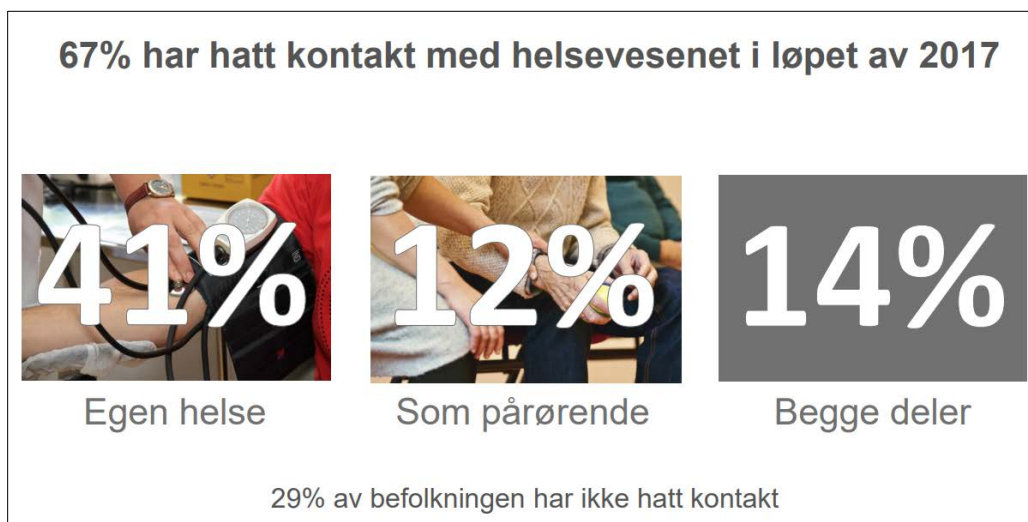 67% har hatt kontakt med helsevesenet i løpet av 2017
41%
12%
14%
Egen helse
Som pårørende
Begge deler
29% av befolkningen har ikke hatt kontakt